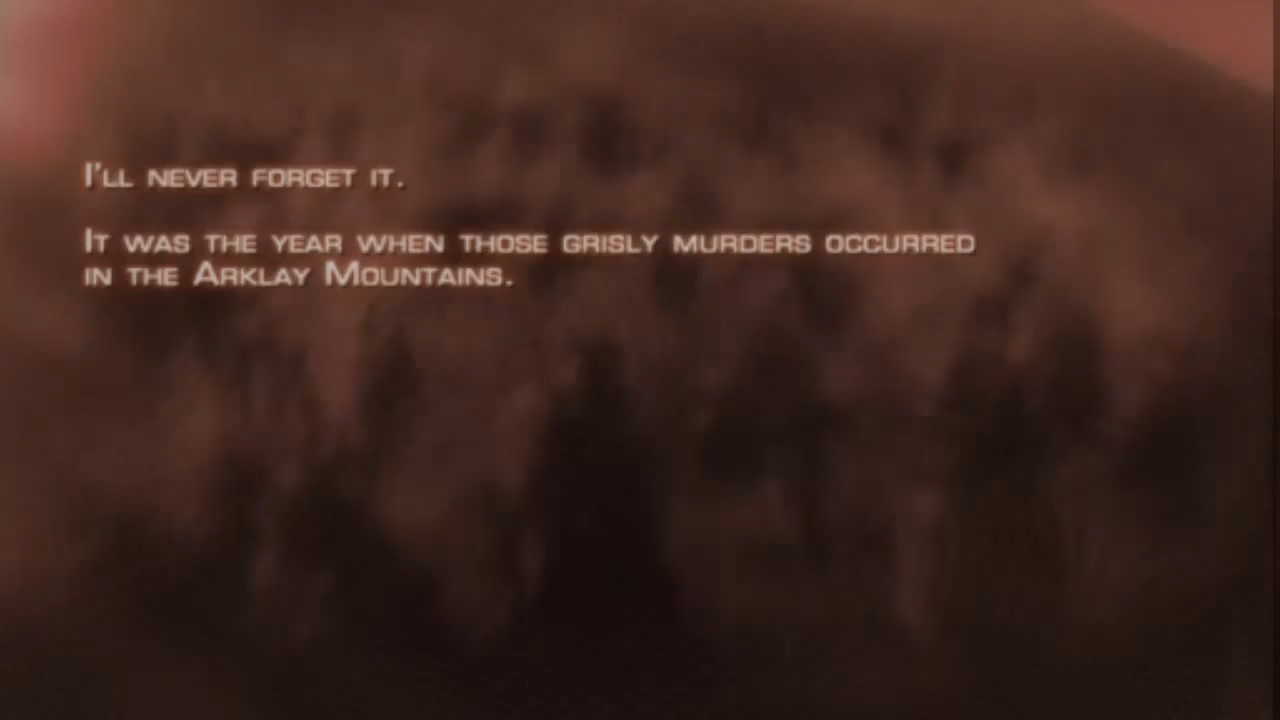 I'll never forget it.
It was the year when those grisly murders occurred
in the Arklay Mountains.